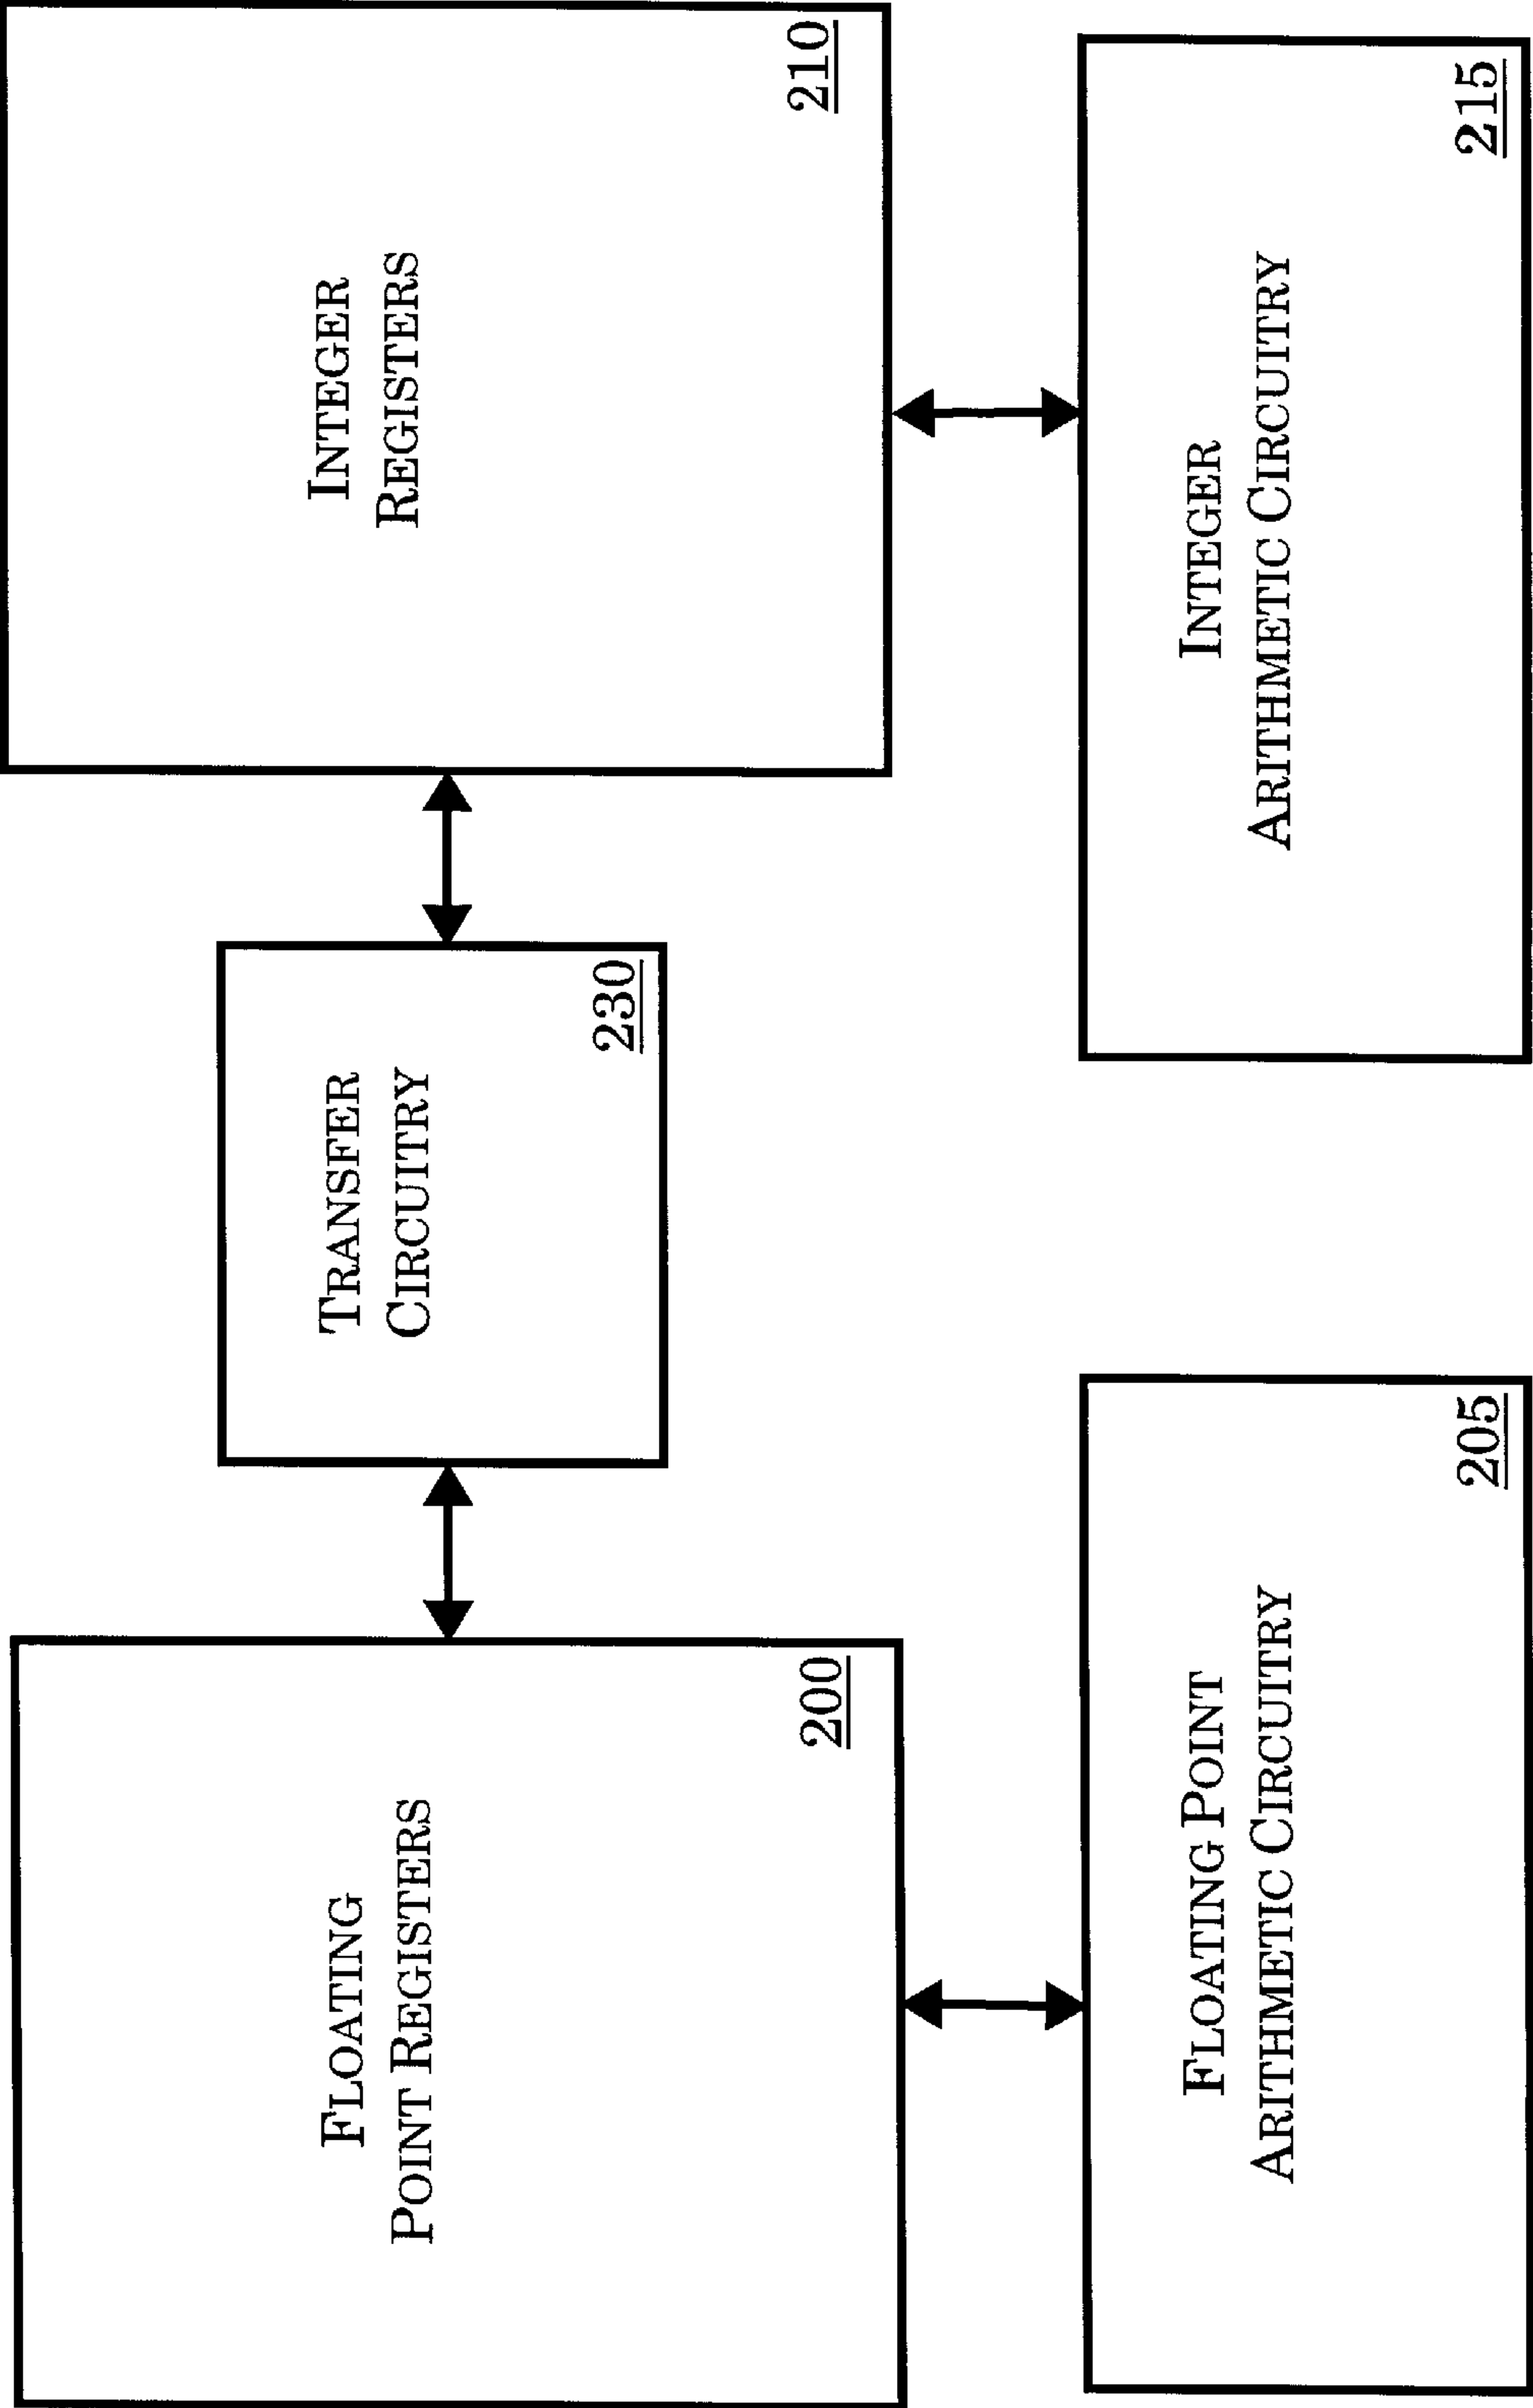 FLOATING
POINT REGISTERS
200
TRANSFER
CIRCUITRY
230
INTEGER
REGISTERS
210
FLOATING POINT
ARITHMETIC CIRCUITRY
205
INTEGER
ARITHMETIC CIRCUITRY
215